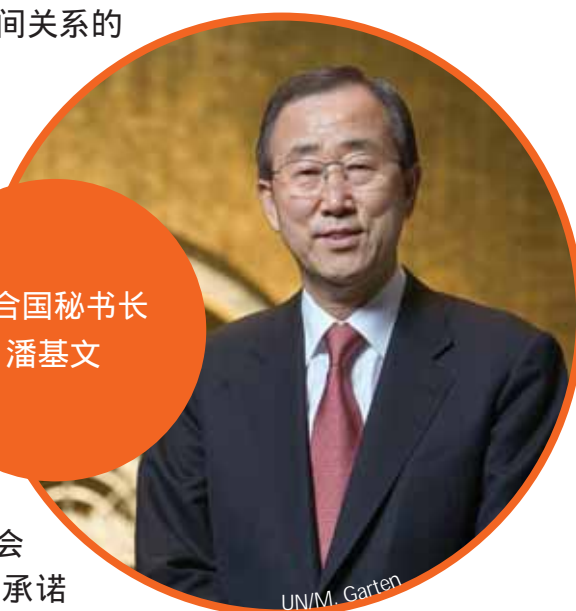 间关系的
合国秘书长
潘基文
会
承诺
UN/M. Garten